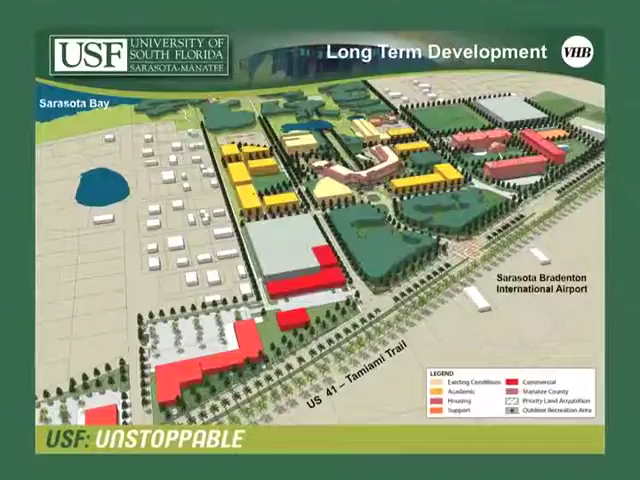 USF
UNIVERSITY OF
SOUTH FLORIDA
SARASOTA-MANATEE
Long Term Development
VHB
Sarasota Bay
Sarasota Bradenton
International Airport
US 41 – Tamiami Trail
LEGEND
Existing Conditions
Academic
Housing
Support
Commercial
Manatee County
Priority Land Acquisition
Outdoor Recreation Area
USF: UNSTOPPABLE